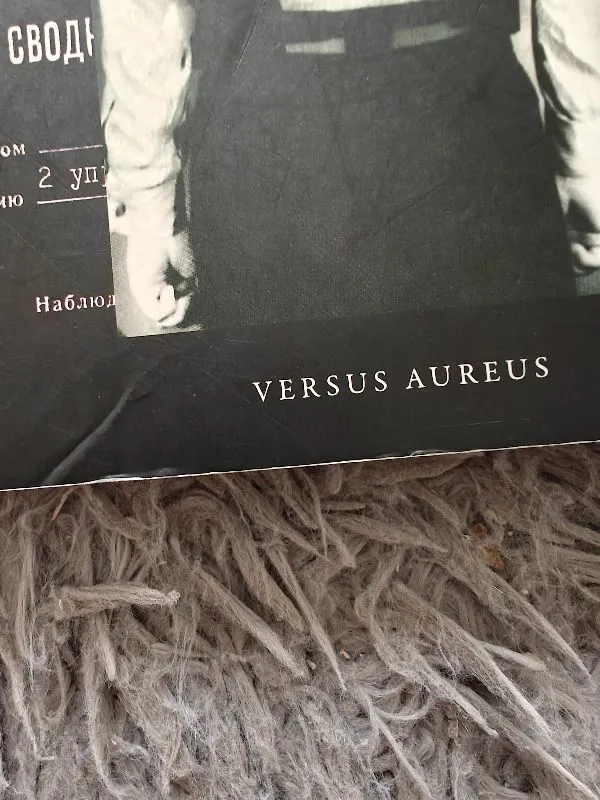 СВОДН
ом
2 упр
ию
Наблюд
VERSUS AUREUS